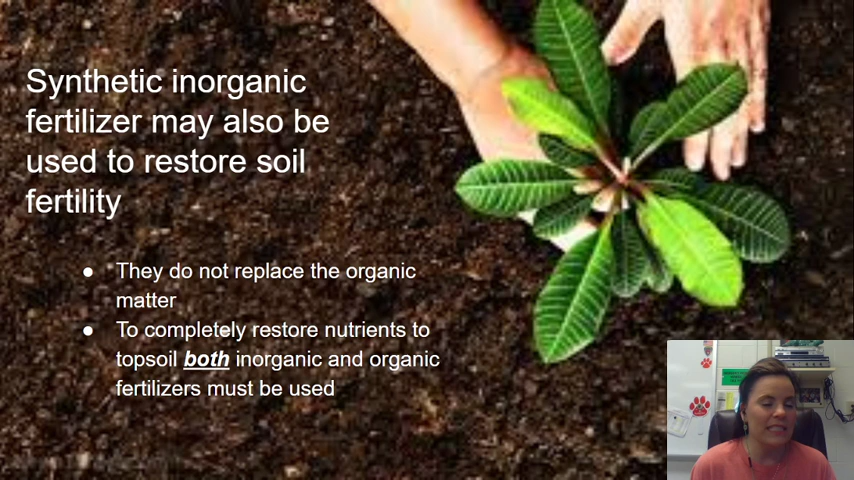 Synthetic inorganic
fertilizer may also be
used to restore soil
fertility
● They do not replace the organic
matter
● To completely restore nutrients to
topsoil both inorganic and organic
fertilizers must be used